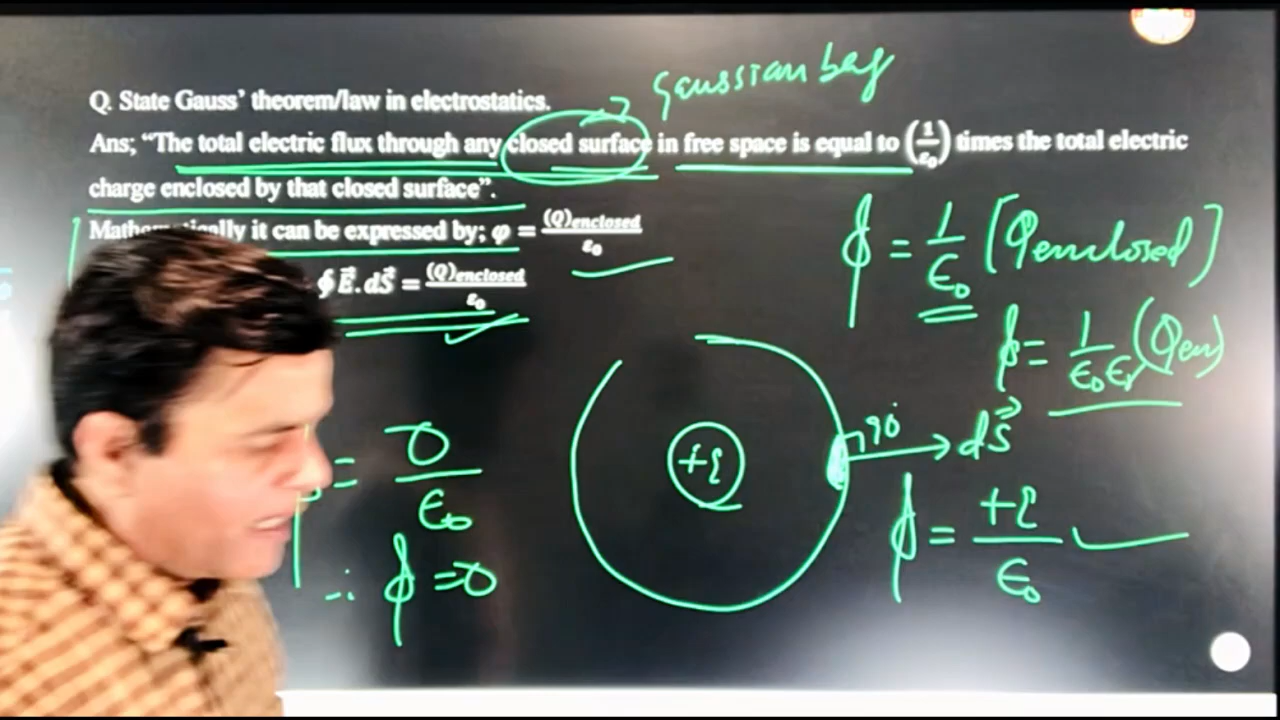 Gaussian bag
Q. State Gauss' theorem/law in electrostatics.
Ans; “The total electric flux through any closed surface in free space is equal to (1/ε₀) times the total electric
charge enclosed by that closed surface”.
Mathematically it can be expressed by; φ = (Q)enclosed/ε₀
∮ E⃗.dS⃗ = (Q)enclosed/ε₀
ϕ = 1/ε₀ [Qenclosed]
ϕ = 1/ε₀εᵣ (Qen)
90°
dS⃗
+q
= 0/ε₀
ϕ = +q/ε₀
∴ ϕ = 0